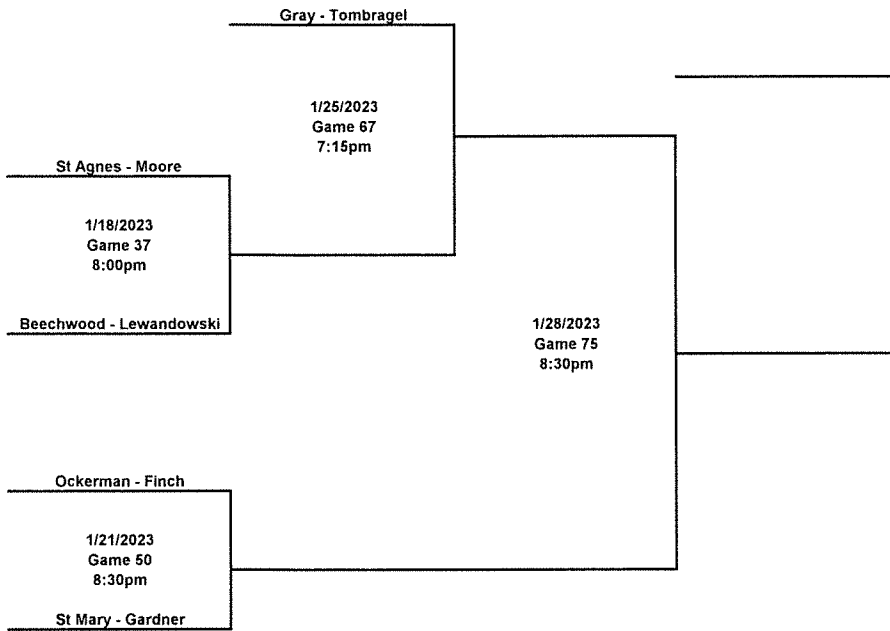 Gray - Tombragel
1/25/2023
Game 67
7:15pm
St Agnes - Moore
1/18/2023
Game 37
8:00pm
Beechwood - Lewandowski
1/28/2023
Game 75
8:30pm
Ockerman - Finch
1/21/2023
Game 50
8:30pm
St Mary - Gardner